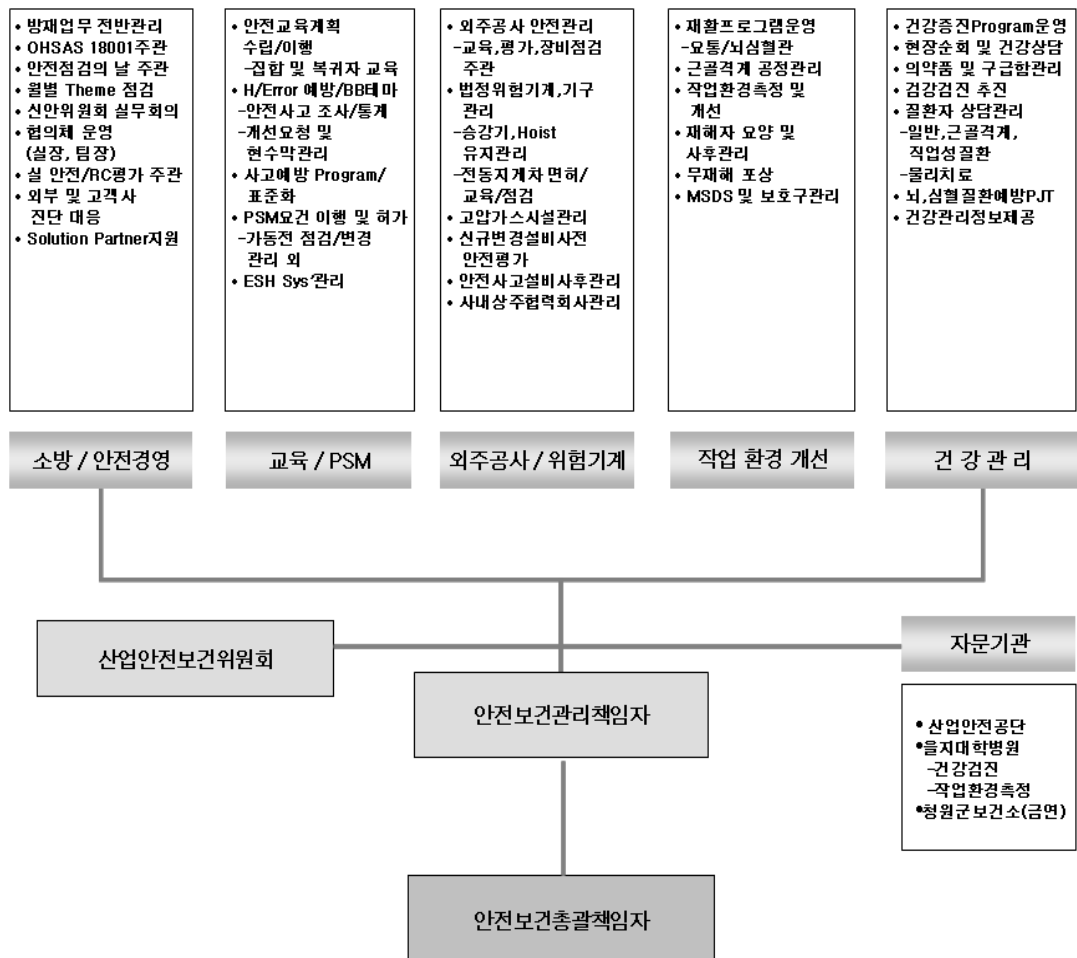 • 방재업무 전반관리
• OHSAS 18001주관
• 안전점검의 날 주관
• 월별 Theme 점검
• 신안위원회 실무회의
• 협의체 운영
(실장, 팀장)
• 실 안전/RC평가 주관
• 외부 및 고객사
진단 대응
• Solution Partner지원
소방 / 안전경영
• 안전교육계획
수립/이행
-집합 및 복귀자 교육
• H/Error 예방/BB테마
-안전사고 조사/통계
-개선요청 및
현수막관리
• 사고예방 Program/
표준화
• PSM요건 이행 및 허가
-가동전 점검/변경
관리 외
• ESH Sys'관리
교육 / PSM
• 외주공사 안전관리
-교육,평가,장비점검
주관
• 법정위험기계,기구
관리
-승강기,Hoist
유지관리
-전동지계차 면허/
교육/점검
• 고압가스시설관리
• 신규변경설비사전
안전평가
• 안전사고설비사후관리
• 사내상주협력회사관리
외주공사 / 위험기계
• 재활프로그램운영
-요통/뇌심혈관
• 근골격계 공정관리
• 작업환경측정 및
개선
• 재해자 요양 및
사후관리
• 무재해 포상
• MSDS 및 보호구관리
작업 환경 개선
• 건강증진Program운영
• 현장순회 및 건강상담
• 의약품 및 구급함관리
• 검강검진 추진
• 질환자 상담관리
-일반,근골격계,
직업성질환
-물리치료
• 뇌,심혈질환예방PJT
• 건강관리정보제공
건 강 관 리
산업안전보건위원회
자문기관
안전보건관리책임자
• 산업안전공단
•을지대학병원
-건강검진
-작업환경측정
•청원군보건소(금연)
안전보건총괄책임자